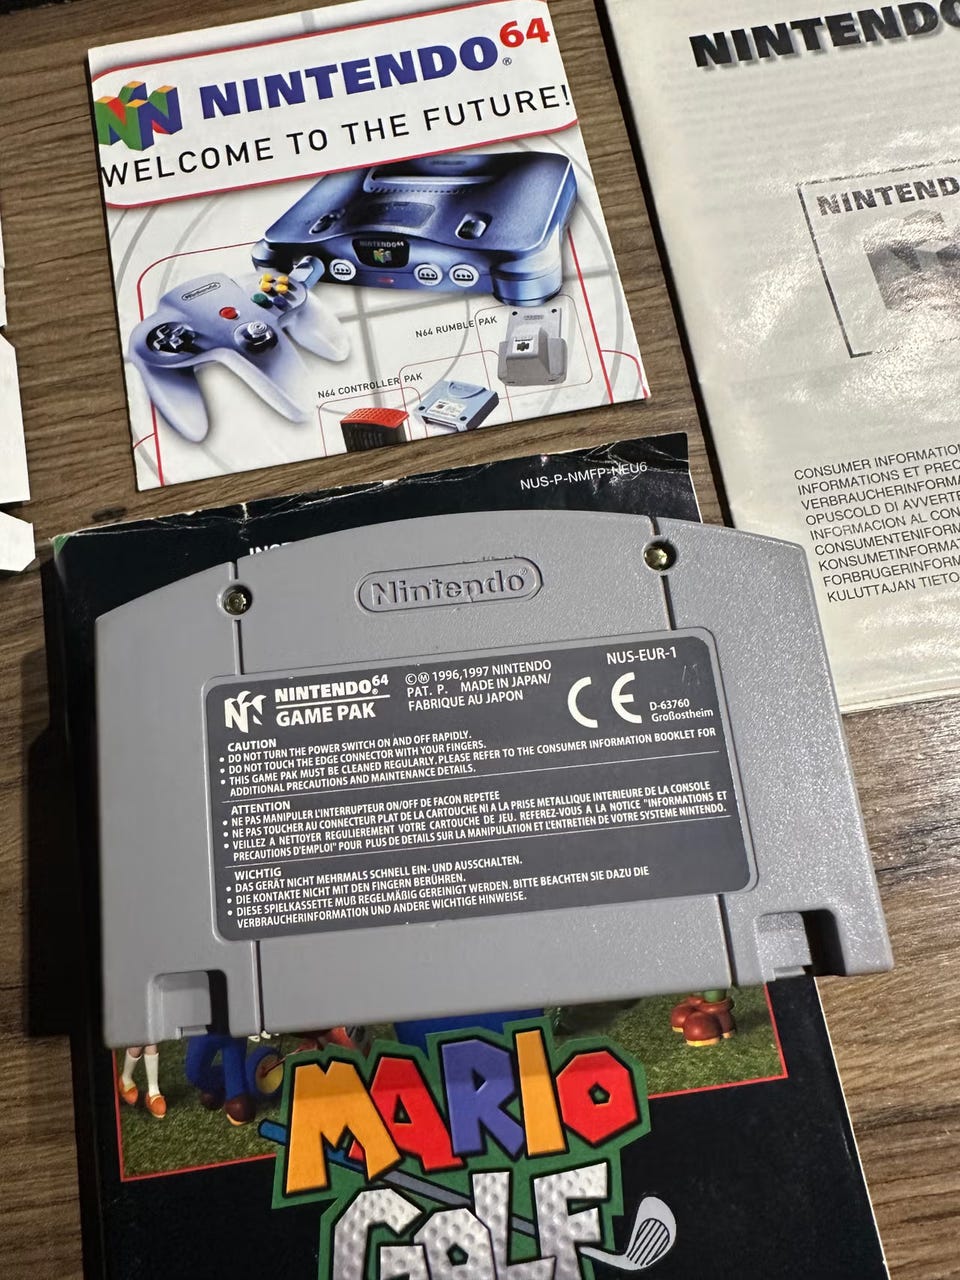 NINTENDO64
WELCOME TO THE FUTURE!
NINTENDO64
Nintendo
N64 RUMBLE PAK
N64 CONTROLLER PAK
NINTENDO
NINTENDO
CONSUMER
INFORMATIONS ET
OPUSCOLO DI
INFORMACION AL
KULUTTAJAN
NUS-P-NMFP-NEU6
Nintendo®
NINTENDO64
GAME PAK
©Ⓜ 1996,1997 NINTENDO
PAT. P. MADE IN JAPAN/
FABRIQUE AU JAPON
NUS-EUR-1
CE
D-63760
Großostheim
CAUTION
• DO NOT TURN THE POWER SWITCH ON AND OFF RAPIDLY.
• DO NOT TOUCH THE EDGE CONNECTOR WITH YOUR FINGERS.
• THIS GAME PAK MUST BE CLEANED REGULARLY. PLEASE REFER TO THE CONSUMER INFORMATION BOOKLET FOR
ADDITIONAL PRECAUTIONS AND MAINTENANCE DETAILS.
ATTENTION
• NE PAS MANIPULER L'INTERRUPTEUR ON/OFF DE FACON REPETEE
• NE PAS TOUCHER AU CONNECTEUR PLAT DE LA CARTOUCHE NI A LA PRISE METALLIQUE INTERIEURE DE LA CONSOLE
• VEILLEZ A NETTOYER REGULIEREMENT VOTRE CARTOUCHE DE JEU. REFEREZ-VOUS A LA NOTICE "INFORMATIONS ET
PRECAUTIONS D'EMPLOI" POUR PLUS DE DETAILS SUR LA MANIPULATION ET L'ENTRETIEN DE VOTRE SYSTEME NINTENDO.
WICHTIG
• DAS GERÄT NICHT MEHRMALS SCHNELL EIN- UND AUSSCHALTEN.
• DIE KONTAKTE NICHT MIT DEN FINGERN BERÜHREN.
• DIESE SPIELKASSETTE MUß REGELMÄßIG GEREINIGT WERDEN. BITTE BEACHTEN SIE DAZU DIE
VERBRAUCHERINFORMATION UND ANDERE WICHTIGE HINWEISE.
MARIO
GOLF